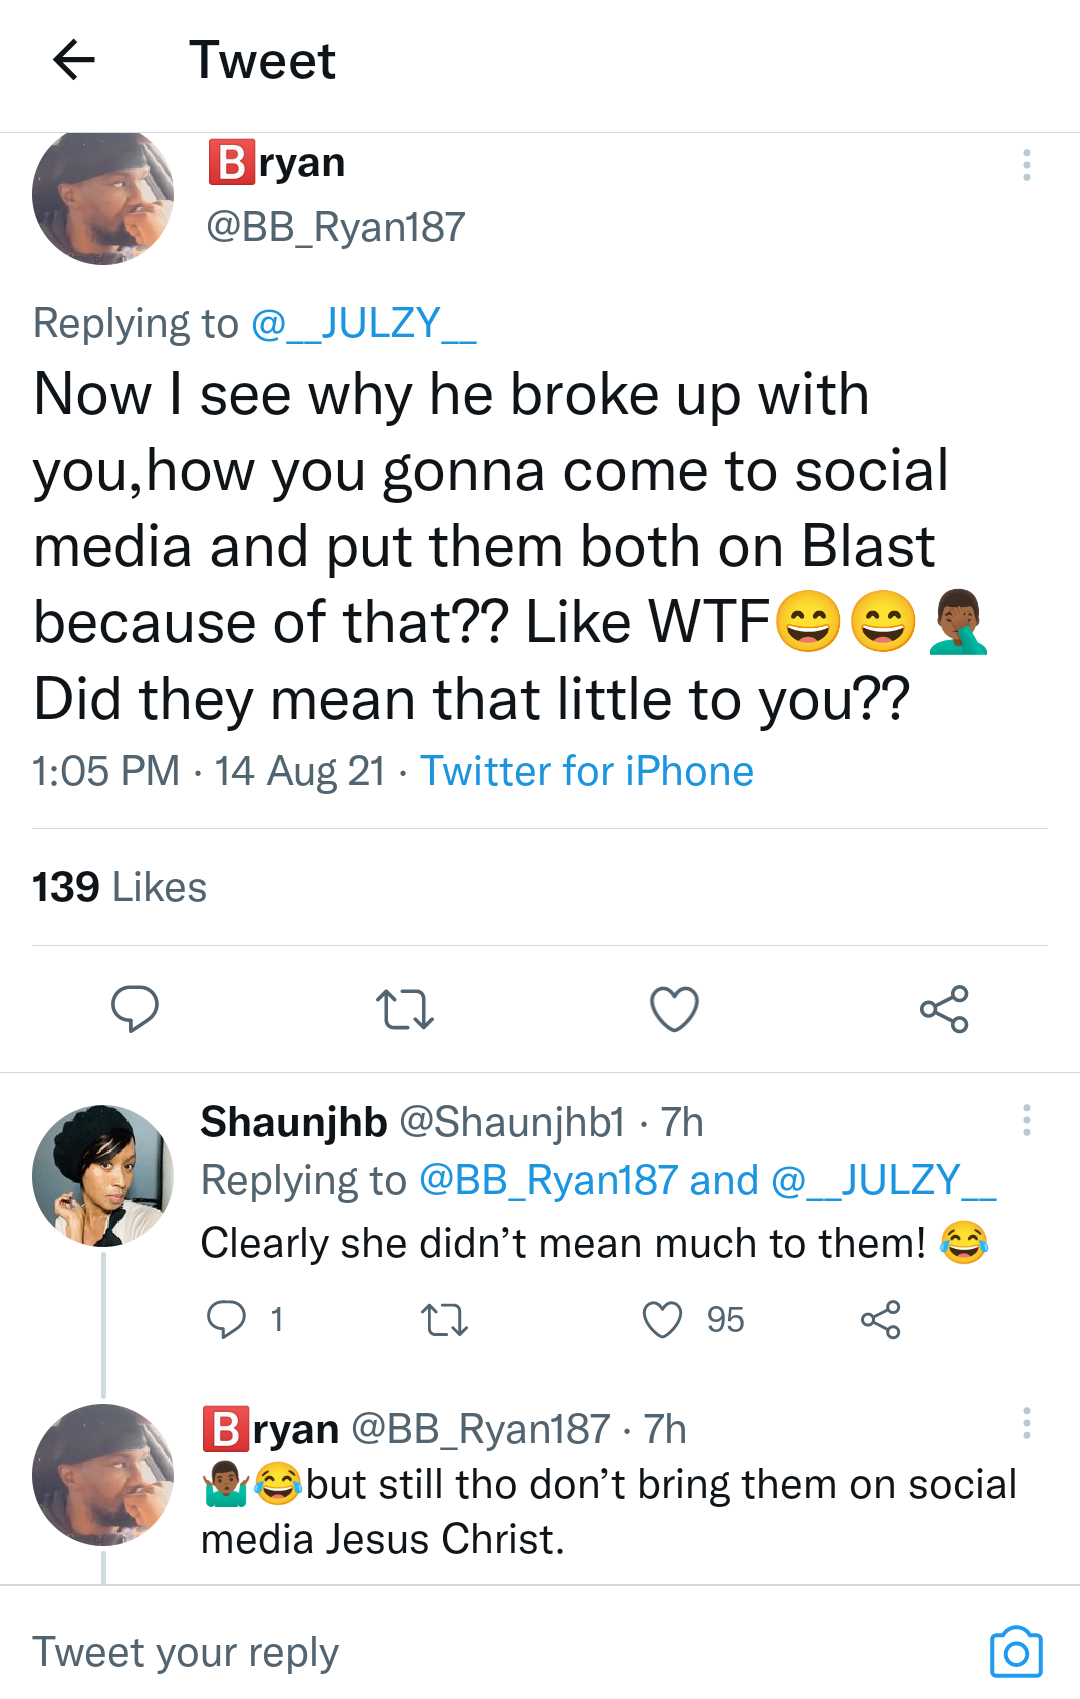 Tweet
🅱️ryan
@BB_Ryan187
Replying to @__JULZY__
Now I see why he broke up with
you,how you gonna come to social
media and put them both on Blast
because of that?? Like WTF😄😄🤦🏾‍♂️
Did they mean that little to you??
1:05 PM · 14 Aug 21 · Twitter for iPhone
139 Likes
Shaunjhb @Shaunjhb1 · 7h
Replying to @BB_Ryan187 and @__JULZY__
Clearly she didn’t mean much to them! 😂
1 95
🅱️ryan @BB_Ryan187 · 7h
🤷🏾‍♂️😂but still tho don’t bring them on social
media Jesus Christ.
Tweet your reply